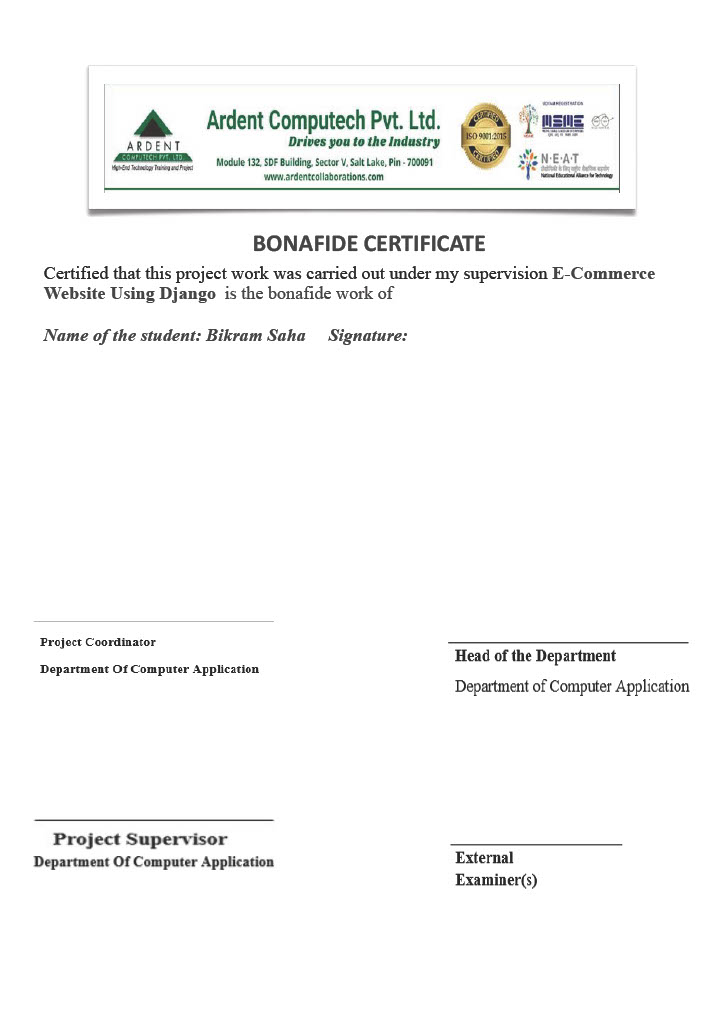 ARDENT
COMPUTECH PVT. LTD.
High-End Technology Training and Project
Ardent Computech Pvt. Ltd.
Drives you to the Industry
Module 132, SDF Building, Sector V, Salt Lake, Pin - 700091
www.ardentcollaborations.com
CERTIFIED
ISO 9001:2015
CERTIFIED
MSME
N·E·A·T
National Educational Alliance for Technology
BONAFIDE CERTIFICATE
Certified that this project work was carried out under my supervision E-Commerce
Website Using Django is the bonafide work of
Name of the student: Bikram Saha Signature:
Project Coordinator
Department Of Computer Application
Head of the Department
Department of Computer Application
Project Supervisor
Department Of Computer Application
External
Examiner(s)